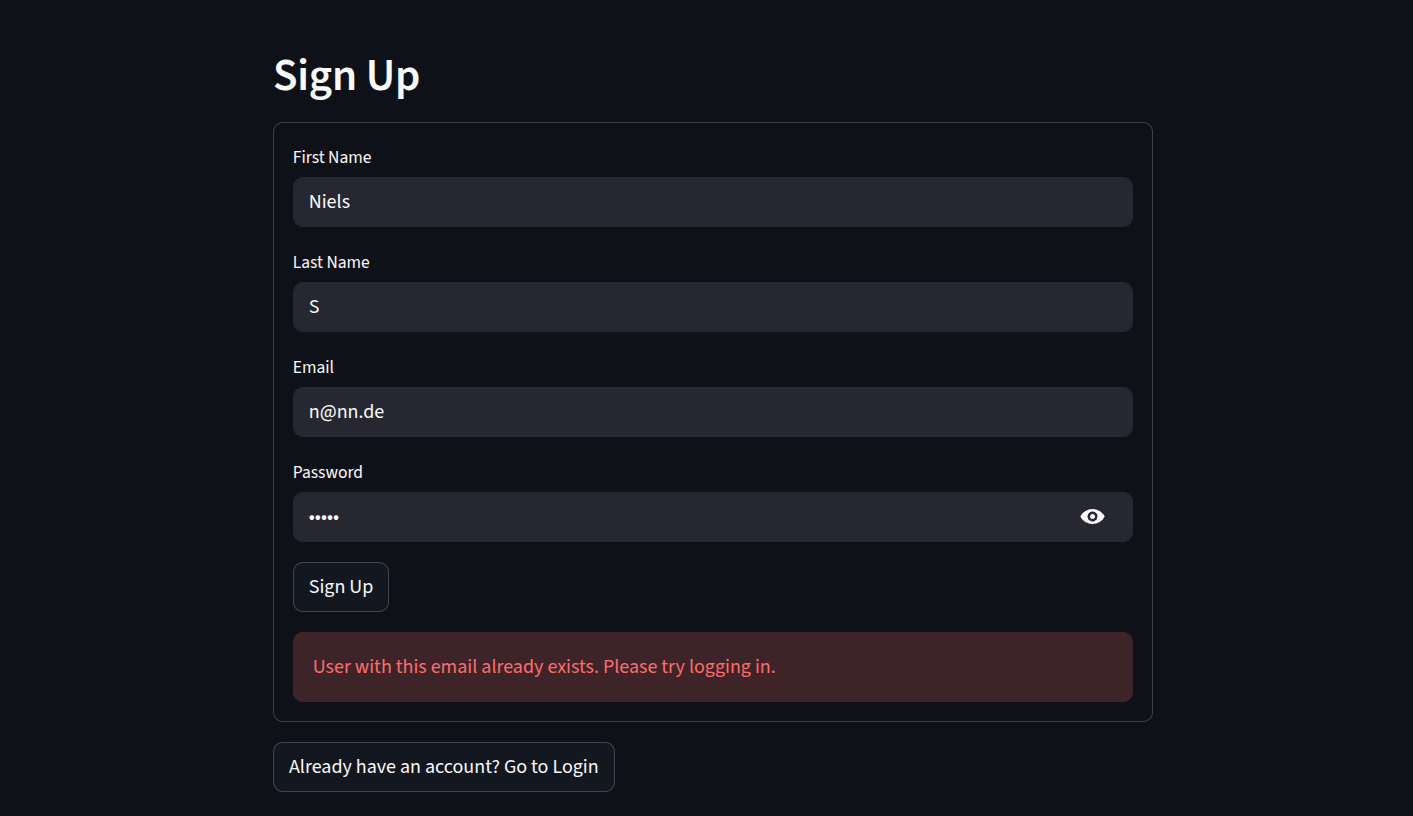 Sign Up
First Name
Niels
Last Name
S
Email
n@nn.de
Password
•••••
Sign Up
User with this email already exists. Please try logging in.
Already have an account? Go to Login